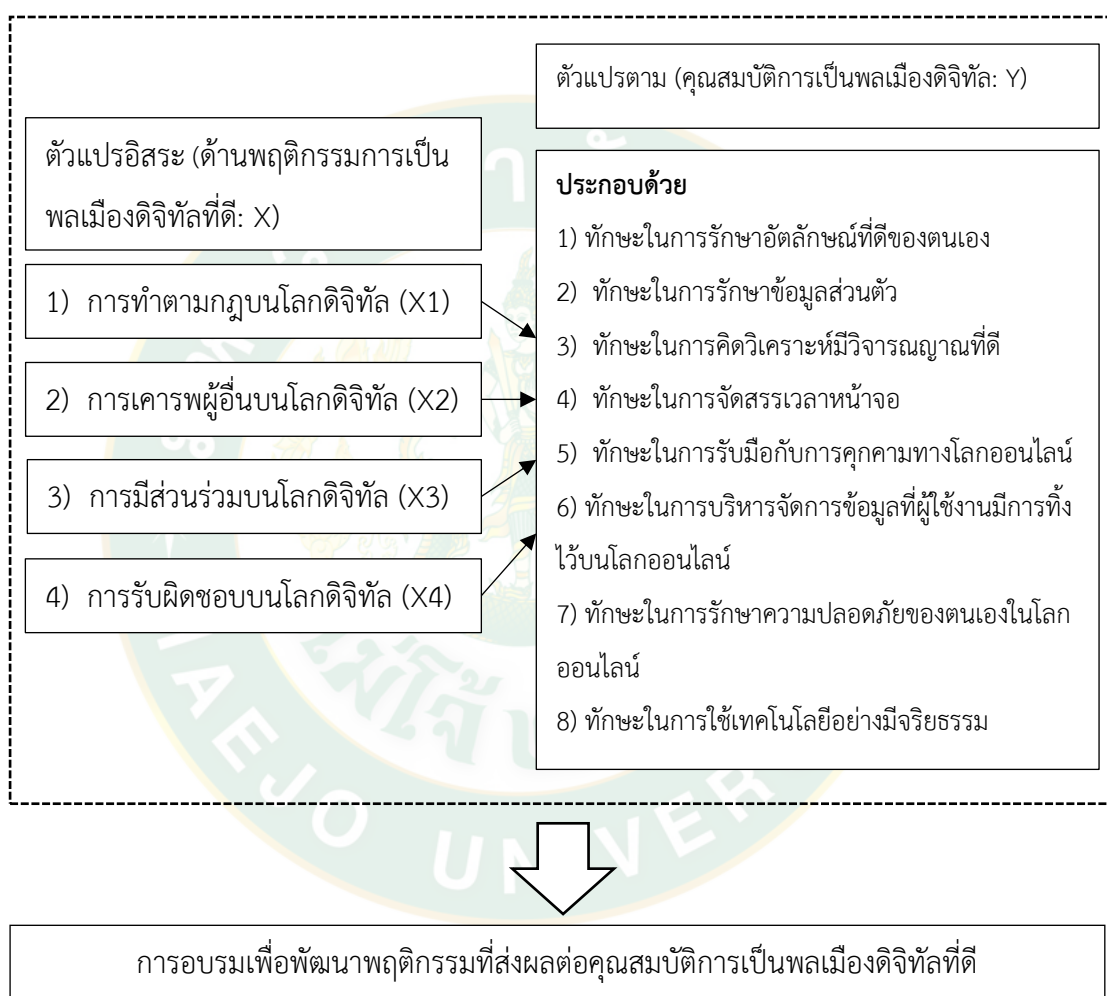 ตัวแปรอิสระ (ด้านพฤติกรรมการเป็น
พลเมืองดิจิทัลที่ดี: X)
1) การทำตามกฎบนโลกดิจิทัล (X1)
2) การเคารพผู้อื่นบนโลกดิจิทัล (X2)
3) การมีส่วนร่วมบนโลกดิจิทัล (X3)
4) การรับผิดชอบบนโลกดิจิทัล (X4)
ตัวแปรตาม (คุณสมบัติการเป็นพลเมืองดิจิทัล: Y)
ประกอบด้วย
1) ทักษะในการรักษาอัตลักษณ์ที่ดีของตนเอง
2) ทักษะในการรักษาข้อมูลส่วนตัว
3) ทักษะในการคิดวิเคราะห์มีวิจารณญาณที่ดี
4) ทักษะในการจัดสรรเวลาหน้าจอ
5) ทักษะในการรับมือกับการคุกคามทางโลกออนไลน์
6) ทักษะในการบริหารจัดการข้อมูลที่ผู้ใช้งานมีการทิ้ง
ไว้บนโลกออนไลน์
7) ทักษะในการรักษาความปลอดภัยของตนเองในโลก
ออนไลน์
8) ทักษะในการใช้เทคโนโลยีอย่างมีจริยธรรม
การอบรมเพื่อพัฒนาพฤติกรรมที่ส่งผลต่อคุณสมบัติการเป็นพลเมืองดิจิทัลที่ดี